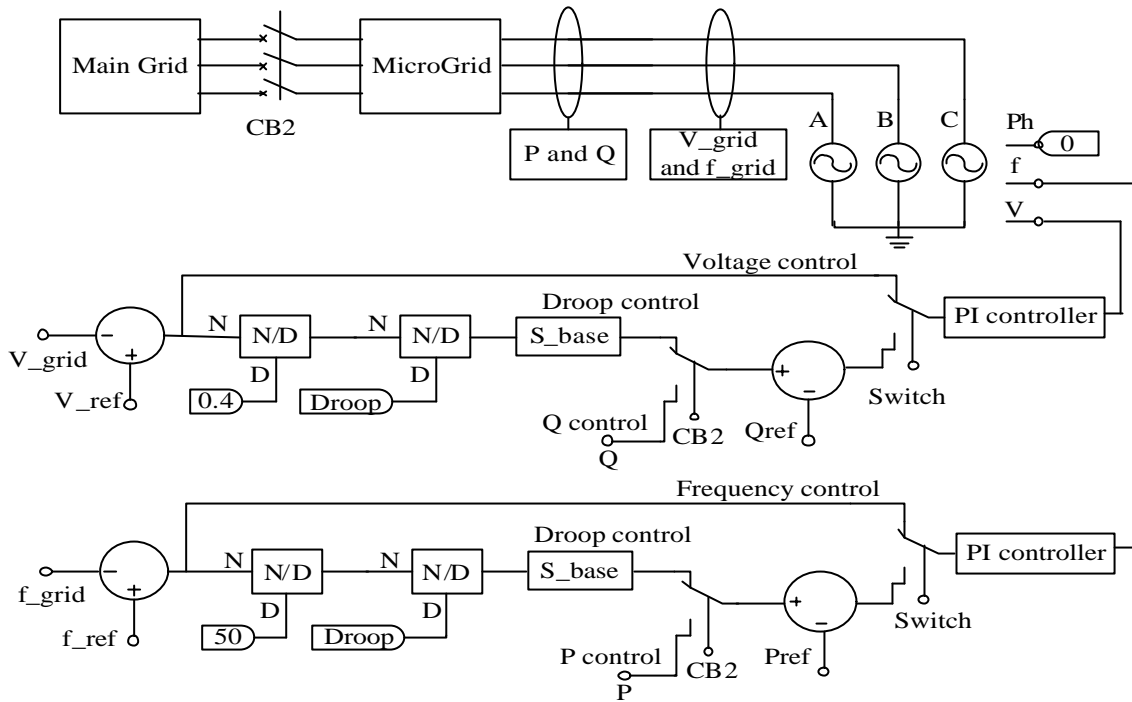 Main Grid
CB2
MicroGrid
P and Q
V_grid
and f_grid
A
B
C
Ph
0
f
V
Voltage control
Droop control
V_grid
V_ref
N
N/D
D
0.4
N
N/D
D
Droop
S_base
Q control
Q
CB2
Qref
Switch
PI controller
Frequency control
Droop control
f_grid
f_ref
N
N/D
D
50
N
N/D
D
Droop
S_base
P control
P
CB2
Pref
Switch
PI controller